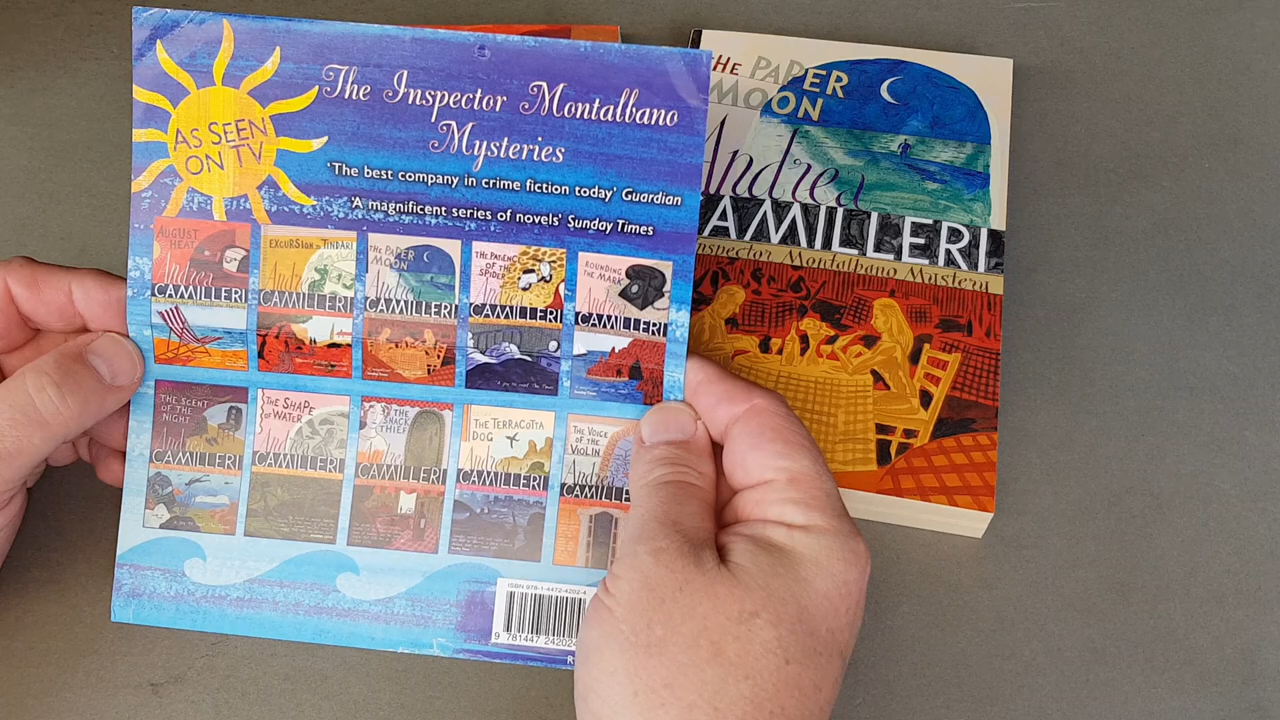 AS SEEN
ON TV
The Inspector Montalbano
Mysteries
'The best company in crime fiction today' Guardian
'A magnificent series of novels' Sunday Times
AUGUST
HEAT
Andrea
CAMILLERI
EXCURSION TO TINDARI
CAMILLERI
THE PAPER
MOON
CAMILLERI
THE PATIENCE
OF THE
SPIDER
CAMILLERI
ROUNDING
THE MARK
Andrea
CAMILLERI
THE SCENT
OF THE
NIGHT
Andrea
CAMILLERI
THE SHAPE
OF WATER
Andrea
CAMILLERI
THE
SNACK
THIEF
Andrea
CAMILLERI
THE TERRACOTTA
DOG
Andrea
CAMILLERI
THE VOICE
OF THE
VIOLIN
Andrea
CAMILLE
ISBN 978-1-4472-4202-4
9 781447 24202
THE PAPER
MOON
Andrea
CAMILLERI
Inspector Montalbano Mystery